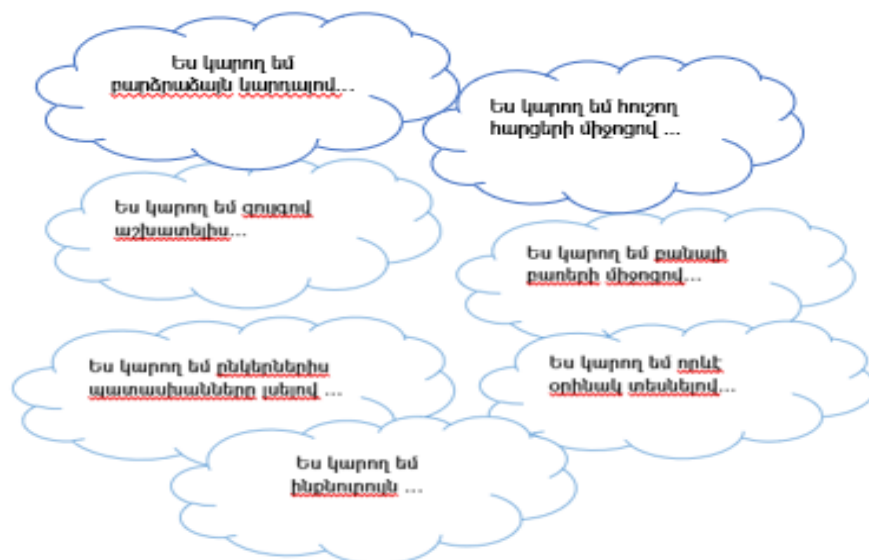 Ես կարող եմ
բարձրաձայն կարդալով...
Ես կարող եմ հուշող
հարցերի միջոցով ...
Ես կարող եմ զույգով
աշխատելիս...
Ես կարող եմ բանալի
բառերի միջոցով...
Ես կարող եմ ընկերներիս
պատասխանները լսելով ...
Ես կարող եմ որևէ
օրինակ տեսնելով...
Ես կարող եմ
ինքնուրույն ...